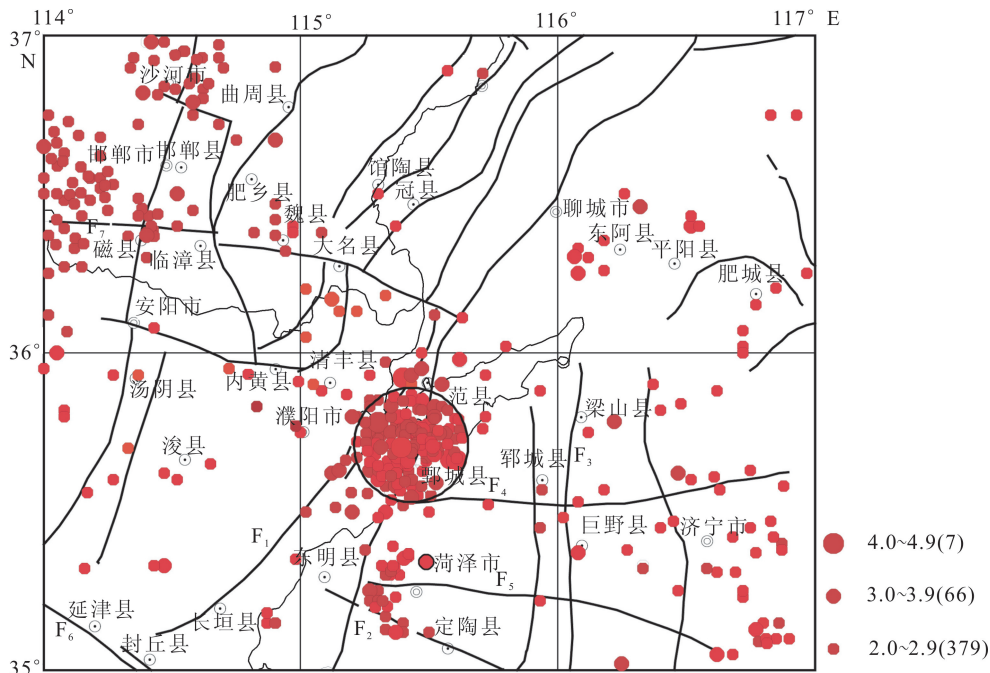 114°
115°
116°
117° E
37°
N
沙河市
曲周县
邯郸市
邯郸县
馆陶县
冠县
肥乡县
魏县
聊城市
东阿县
平阳县
F7
磁县
临漳县
大名县
肥城县
安阳市
36°
清丰县
内黄县
汤阴县
范县
濮阳市
梁山县
浚县
鄄城县
郓城县
F3
F4
F1
东明县
菏泽市
F5
巨野县
济宁市
4.0~4.9(7)
3.0~3.9(66)
延津县
F6
长垣县
F2
定陶县
封丘县
2.0~2.9(379)
35°